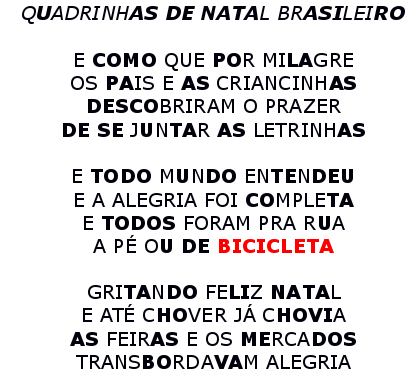 QUADRINHAS DE NATAL BRASILEIRO
E COMO QUE POR MILAGRE
OS PAIS E AS CRIANCINHAS
DESCOBRIRAM O PRAZER
DE SE JUNTAR AS LETRINHAS
E TODO MUNDO ENTENDEU
E A ALEGRIA FOI COMPLETA
E TODOS FORAM PRA RUA
A PÉ OU DE BICICLETA
GRITANDO FELIZ NATAL
E ATÉ CHOVER JÁ CHOVIA
AS FEIRAS E OS MERCADOS
TRANSBORDAVAM ALEGRIA